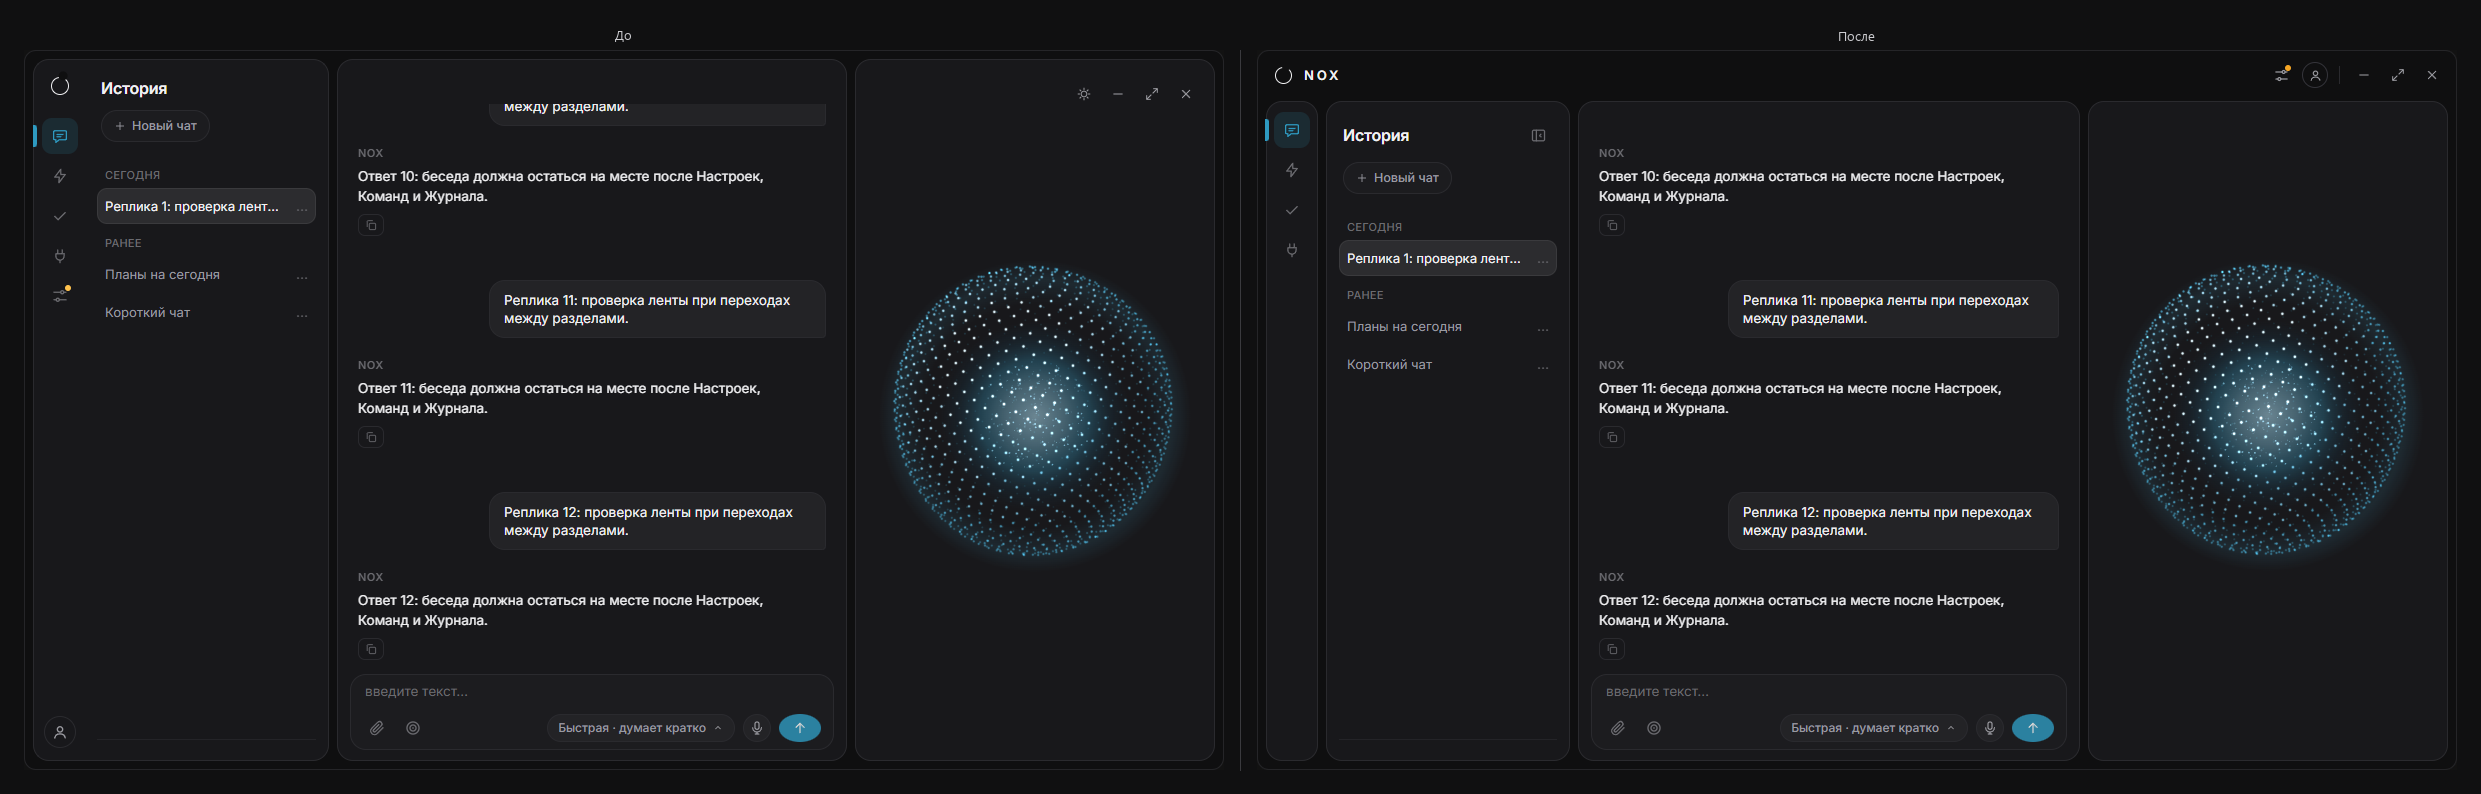 До
История
+ Новый чат
СЕГОДНЯ
Реплика 1: проверка лент... ...
РАНЕЕ
Планы на сегодня ...
Короткий чат ...
между разделами.
NOX
Ответ 10: беседа должна остаться на месте после Настроек,
Команд и Журнала.
Реплика 11: проверка ленты при переходах
между разделами.
NOX
Ответ 11: беседа должна остаться на месте после Настроек,
Команд и Журнала.
Реплика 12: проверка ленты при переходах
между разделами.
NOX
Ответ 12: беседа должна остаться на месте после Настроек,
Команд и Журнала.
введите текст...
Быстрая · думает кратко
После
NOX
История
+ Новый чат
СЕГОДНЯ
Реплика 1: проверка лент... ...
РАНЕЕ
Планы на сегодня ...
Короткий чат ...
NOX
Ответ 10: беседа должна остаться на месте после Настроек,
Команд и Журнала.
Реплика 11: проверка ленты при переходах
между разделами.
NOX
Ответ 11: беседа должна остаться на месте после Настроек,
Команд и Журнала.
Реплика 12: проверка ленты при переходах
между разделами.
NOX
Ответ 12: беседа должна остаться на месте после Настроек,
Команд и Журнала.
введите текст...
Быстрая · думает кратко